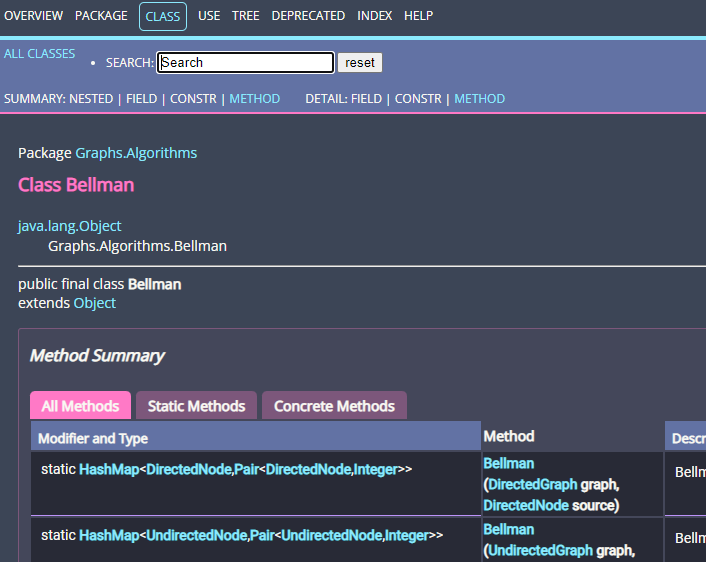 OVERVIEW PACKAGE CLASS USE TREE DEPRECATED INDEX HELP
ALL CLASSES
SEARCH: Search reset
SUMMARY: NESTED | FIELD | CONSTR | METHOD DETAIL: FIELD | CONSTR | METHOD
Package Graphs.Algorithms
Class Bellman
java.lang.Object
Graphs.Algorithms.Bellman
public final class Bellman
extends Object
Method Summary
All Methods Static Methods Concrete Methods
Modifier and Type Method Descr
static HashMap<DirectedNode,Pair<DirectedNode,Integer>> Bellman Bellm
(DirectedGraph graph,
DirectedNode source)
static HashMap<UndirectedNode,Pair<UndirectedNode,Integer>> Bellman Bellm
(UndirectedGraph graph,